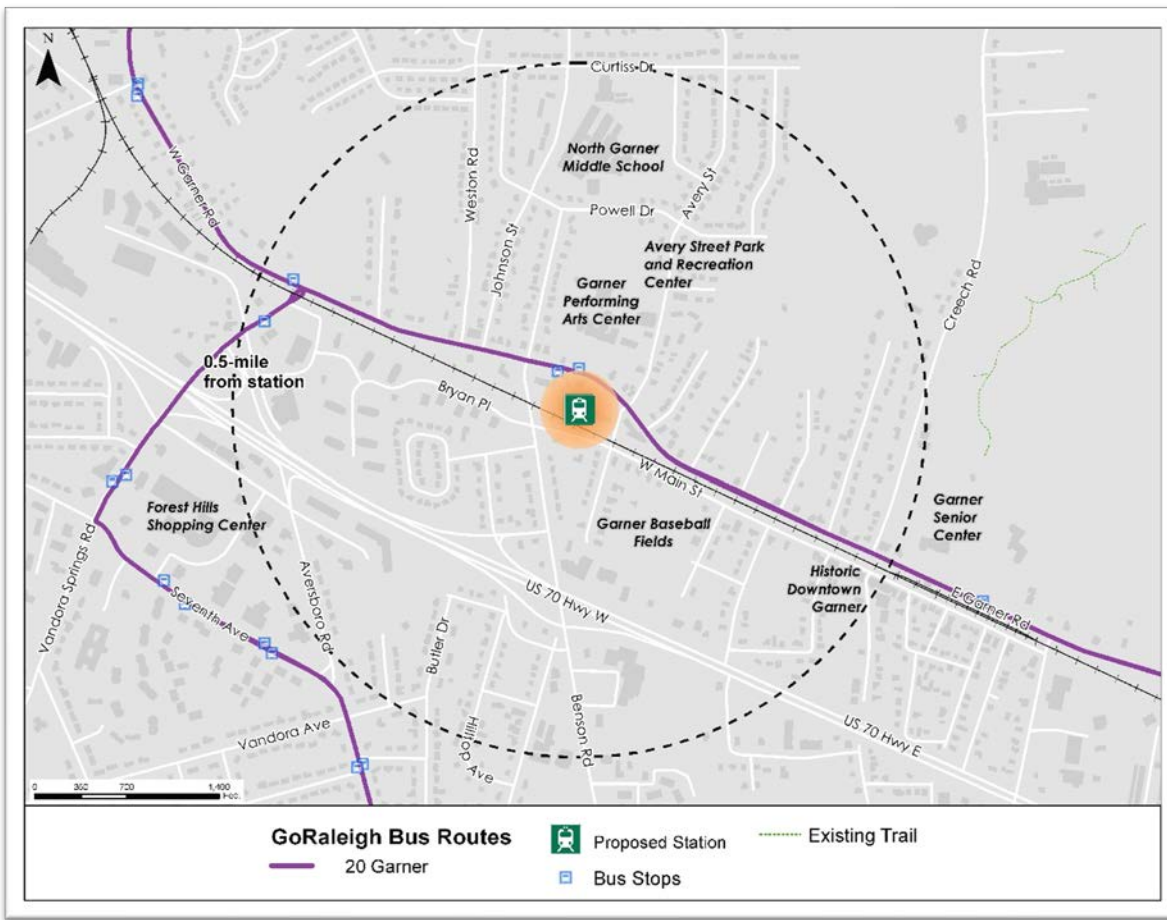 N
Curtiss Dr
W Garner Rd
Weston Rd
North Garner
Middle School
Avery St
Powell Dr
Johnson St
Avery Street Park
and Recreation
Center
Garner
Performing
Arts Center
Creech Rd
0.5-mile
from station
Bryan Pl
W Main St
Forest Hills
Shopping Center
Garner Baseball
Fields
Garner
Senior
Center
Vandora Springs Rd
Seventh Ave
Aversboro Rd
US 70 Hwy W
Historic
Downtown
Garner
E Garner Rd
Butler Dr
Benson Rd
Vandora Ave
Hilltop Ave
US 70 Hwy E
0 350 700 1,400
Feet
GoRaleigh Bus Routes
20 Garner
Proposed Station
Bus Stops
Existing Trail